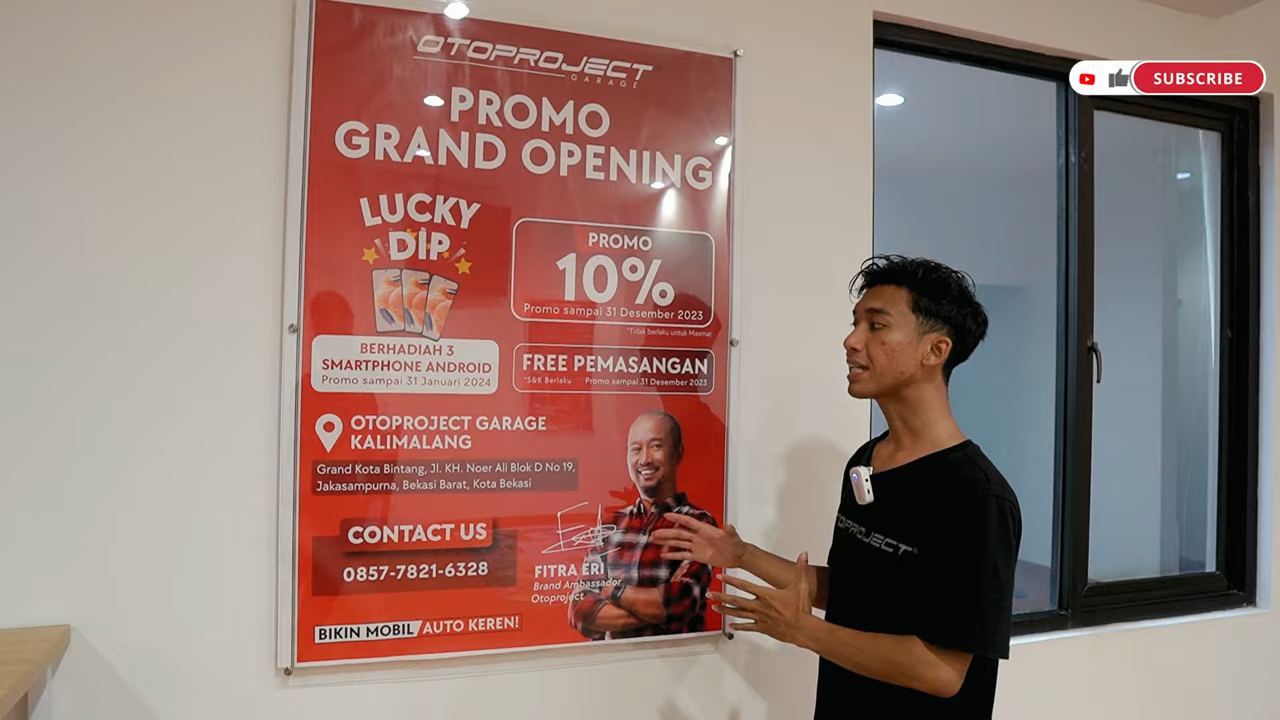 SUBSCRIBE
OTOPROJECT
GARAGE
PROMO
GRAND OPENING
LUCKY
DIP
BERHADIAH 3
SMARTPHONE ANDROID
Promo sampai 31 Januari 2024
PROMO
10%
Promo sampai 31 Desember 2023
*Tidak berlaku untuk Masmat
FREE PEMASANGAN
*S&K Berlaku Promo sampai 31 Desember 2023
OTOPROJECT GARAGE
KALIMALANG
Grand Kota Bintang, Jl. KH. Noer Ali Blok D No 19,
Jakasampurna, Bekasi Barat, Kota Bekasi
CONTACT US
0857-7821-6328
FITRA ERI
Brand Ambassador
Otoproject
BIKIN MOBIL AUTO KEREN!
OTOPROJECT